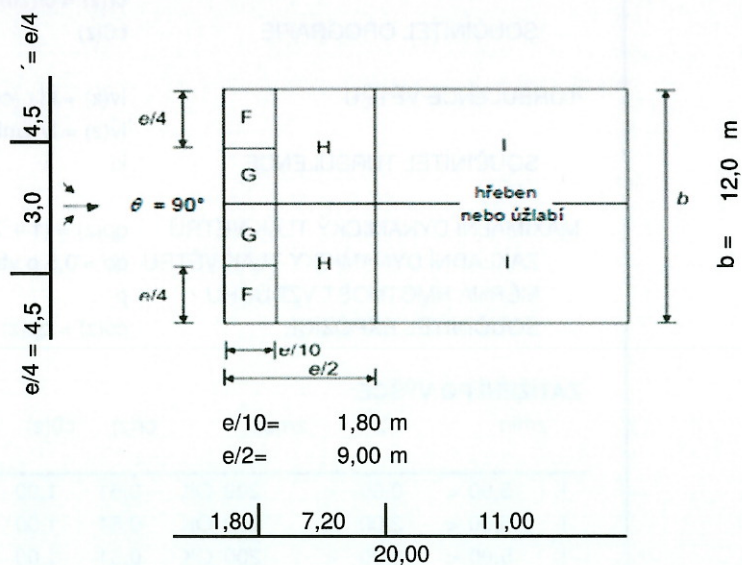 e/4 = 4,5
3,0
4,5
´ = e/4
θ = 90°
e/4
e/4
F
G
H
I
hřeben
nebo úžlabí
G
H
I
F
b
b = 12,0 m
e/10
e/2
e/10= 1,80 m
e/2= 9,00 m
1,80 7,20 11,00
20,00